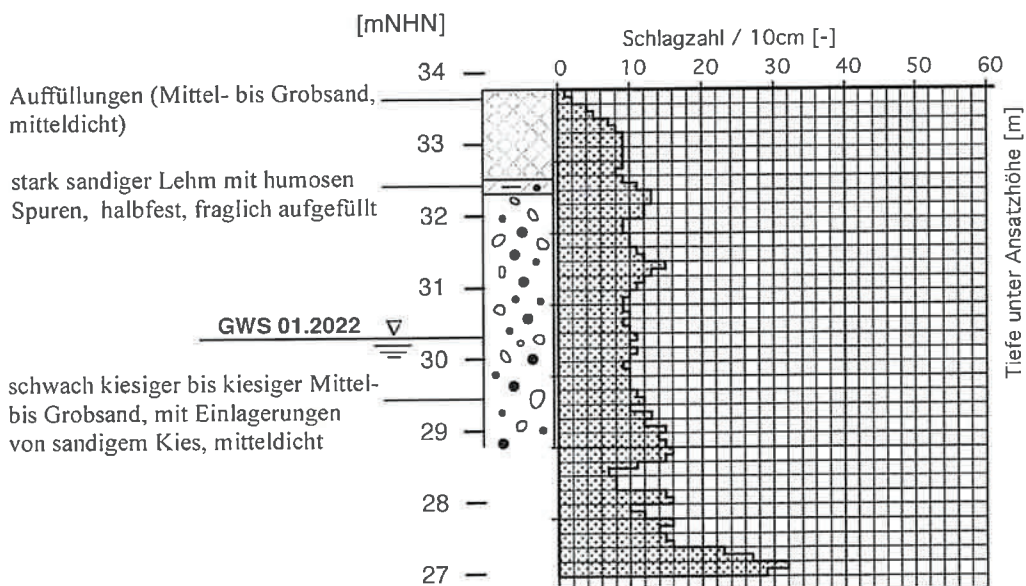 [mNHN]
Schlagzahl / 10cm [-]
0 10 20 30 40 50 60
34
Auffüllungen (Mittel- bis Grobsand,
mitteldicht)
33
stark sandiger Lehm mit humosen
Spuren, halbfest, fraglich aufgefüllt
32
31
GWS 01.2022
30
schwach kiesiger bis kiesiger Mittel-
bis Grobsand, mit Einlagerungen
von sandigem Kies, mitteldicht
29
28
27
Tiefe unter Ansatzhöhe [m]